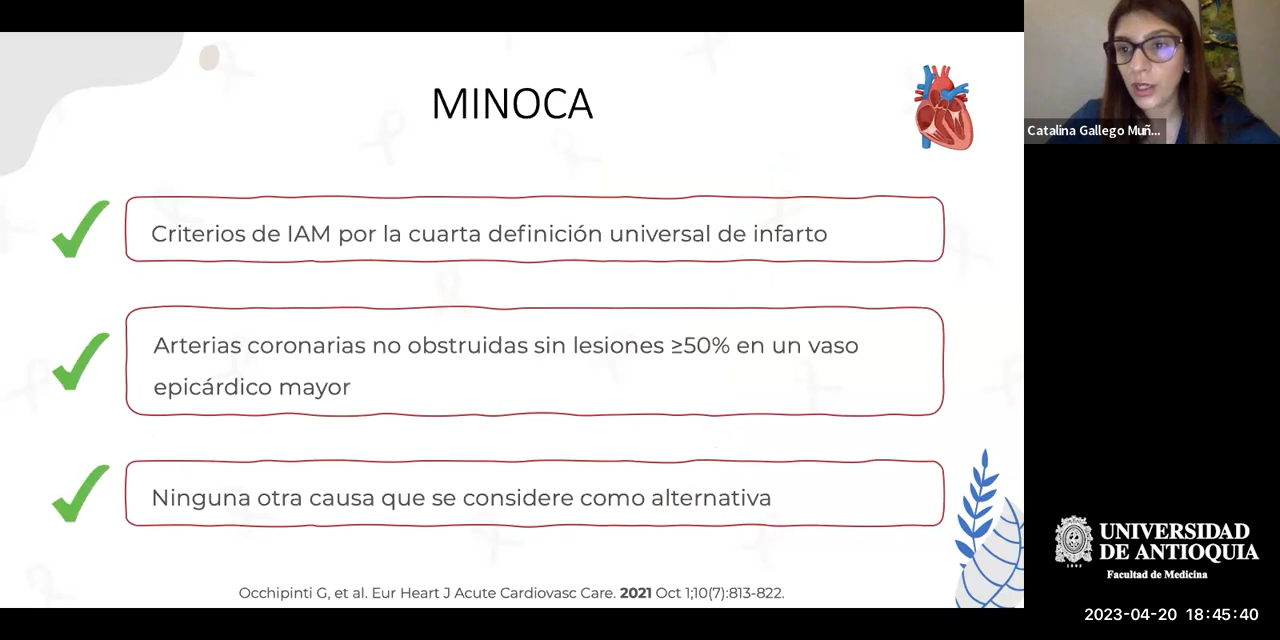 MINOCA
Criterios de IAM por la cuarta definición universal de infarto
Arterias coronarias no obstruidas sin lesiones ≥50% en un vaso
epicárdico mayor
Ninguna otra causa que se considere como alternativa
Occhipinti G, et al. Eur Heart J Acute Cardiovasc Care. 2021 Oct 1;10(7):813-822.
Catalina Gallego Muñ...
UNIVERSIDAD
DE ANTIOQUIA
1803
Facultad de Medicina
2023-04-20 18:45:40